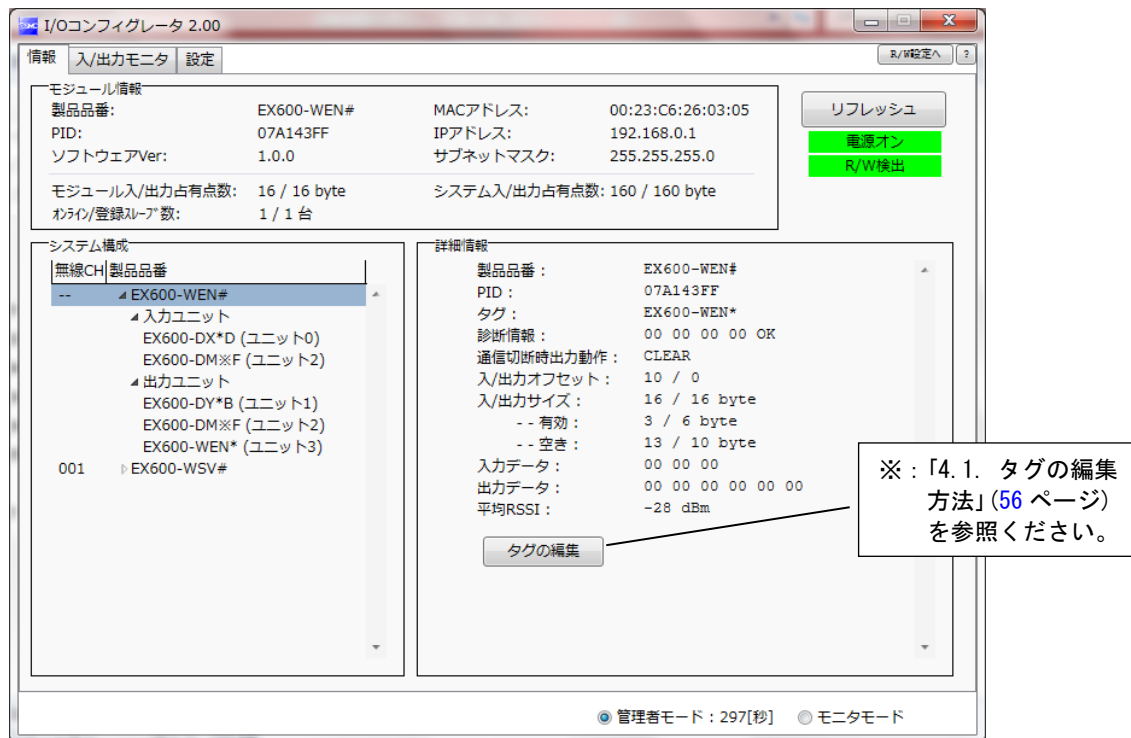 I/Oコンフィグレータ 2.00
情報 入/出力モニタ 設定 R/W設定へ ?
モジュール情報
製品品番: EX600-WEN# MACアドレス: 00:23:C6:26:03:05 リフレッシュ
PID: 07A143FF IPアドレス: 192.168.0.1 電源オン
ソフトウェアVer: 1.0.0 サブネットマスク: 255.255.255.0 R/W検出
モジュール入/出力占有点数: 16 / 16 byte システム入/出力占有点数: 160 / 160 byte
オンライン/登録スレーブ数: 1 / 1 台
システム構成
無線CH 製品品番
-- EX600-WEN#
入力ユニット
EX600-DX*D (ユニット0)
EX600-DM※F (ユニット2)
出力ユニット
EX600-DY*B (ユニット1)
EX600-DM※F (ユニット2)
EX600-WEN* (ユニット3)
001 EX600-WSV#
詳細情報
製品品番： EX600-WEN#
PID： 07A143FF
タグ： EX600-WEN*
診断情報： 00 00 00 00 OK
通信切断時出力動作： CLEAR
入/出力オフセット： 10 / 0
入/出力サイズ： 16 / 16 byte
- - 有効： 3 / 6 byte
- - 空き： 13 / 10 byte
入力データ： 00 00 00
出力データ： 00 00 00 00 00 00
平均RSSI： -28 dBm
タグの編集
※：「4.1. タグの編集
方法」(56 ページ)
を参照ください。
管理者モード：297[秒] モニタモード